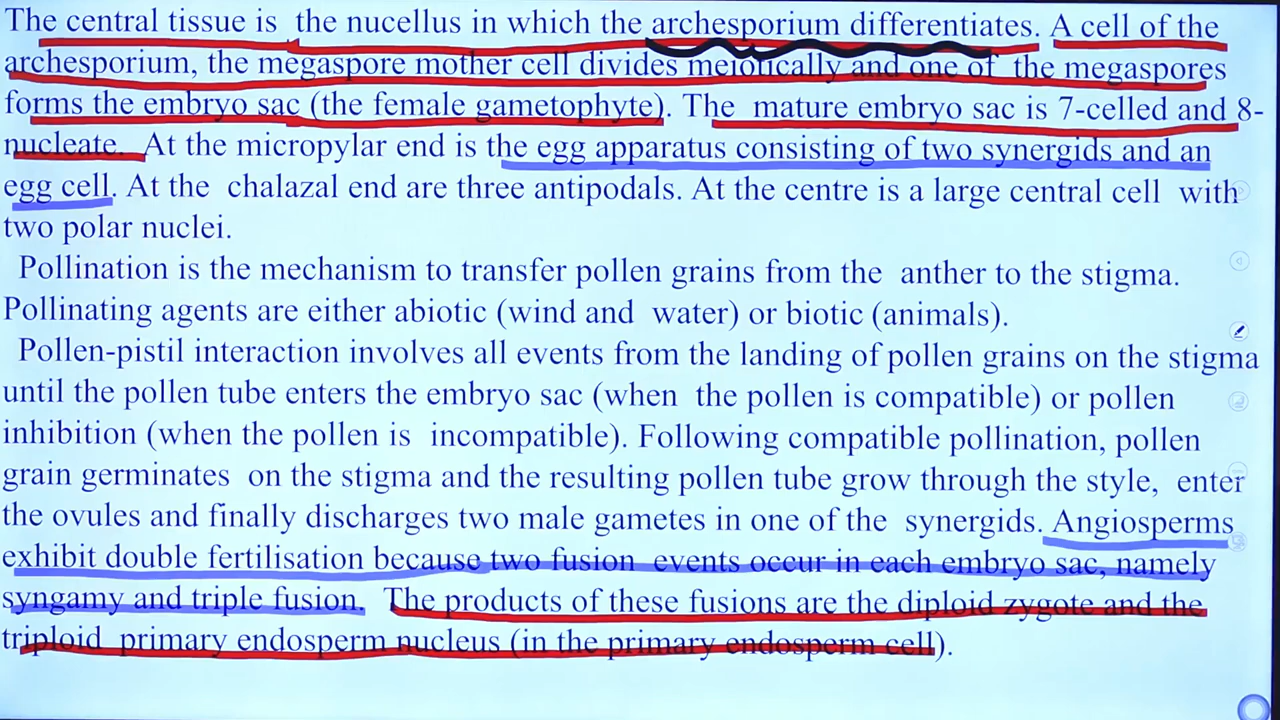 The central tissue is the nucellus in which the archesporium differentiates. A cell of the
archesporium, the megaspore mother cell divides meiotically and one of the megaspores
forms the embryo sac (the female gametophyte). The mature embryo sac is 7-celled and 8-
nucleate. At the micropylar end is the egg apparatus consisting of two synergids and an
egg cell. At the chalazal end are three antipodals. At the centre is a large central cell with
two polar nuclei.
Pollination is the mechanism to transfer pollen grains from the anther to the stigma.
Pollinating agents are either abiotic (wind and water) or biotic (animals).
Pollen-pistil interaction involves all events from the landing of pollen grains on the stigma
until the pollen tube enters the embryo sac (when the pollen is compatible) or pollen
inhibition (when the pollen is incompatible). Following compatible pollination, pollen
grain germinates on the stigma and the resulting pollen tube grow through the style, enter
the ovules and finally discharges two male gametes in one of the synergids. Angiosperms
exhibit double fertilisation because two fusion events occur in each embryo sac, namely
syngamy and triple fusion. The products of these fusions are the diploid zygote and the
triploid primary endosperm nucleus (in the primary endosperm cell).